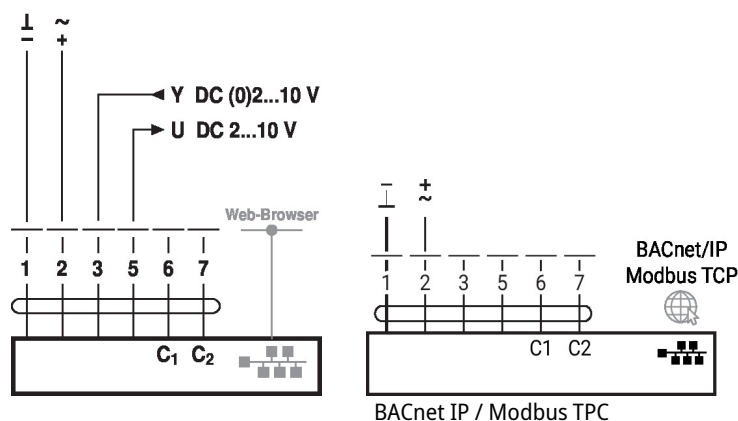 ⊥ ~
− +
Y DC (0)2...10 V
U DC 2...10 V
Web-Browser
1 2 3 5 6 7
C1 C2
− +
⊥ ~
BACnet/IP
Modbus TCP
1 2 3 5 6 7
C1 C2
BACnet IP / Modbus TPC